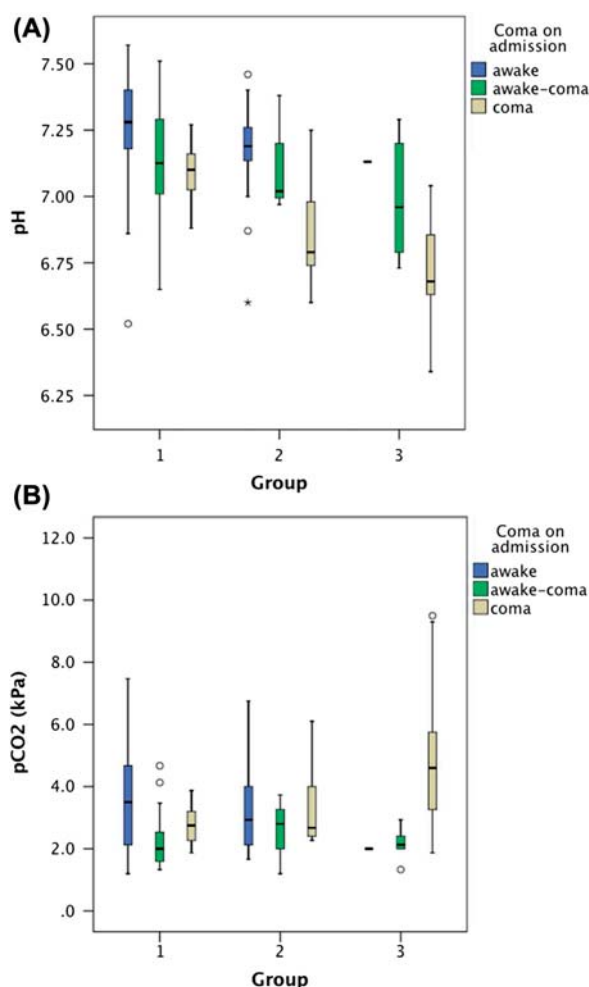 (A)
Coma on
admission
awake
awake-coma
coma
7.50
7.25
7.00
6.75
6.50
6.25
pH
1 2 3
Group
(B)
Coma on
admission
awake
awake-coma
coma
12.0
10.0
8.0
6.0
4.0
2.0
.0
pCO2 (kPa)
1 2 3
Group